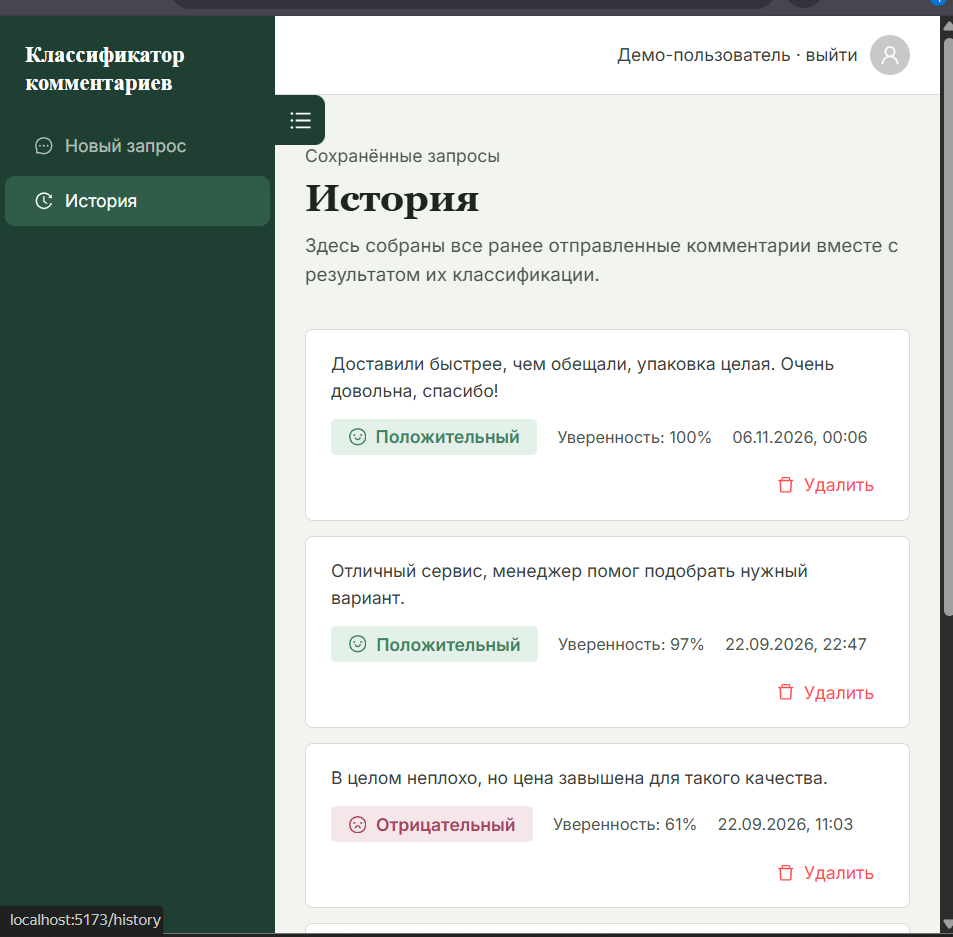 Классификатор
комментариев
Новый запрос
История
Демо-пользователь · выйти
Сохранённые запросы
История
Здесь собраны все ранее отправленные комментарии вместе с
результатом их классификации.
Доставили быстрее, чем обещали, упаковка целая. Очень
довольна, спасибо!
Положительный Уверенность: 100% 06.11.2026, 00:06
Удалить
Отличный сервис, менеджер помог подобрать нужный
вариант.
Положительный Уверенность: 97% 22.09.2026, 22:47
Удалить
В целом неплохо, но цена завышена для такого качества.
Отрицательный Уверенность: 61% 22.09.2026, 11:03
Удалить
localhost:5173/history